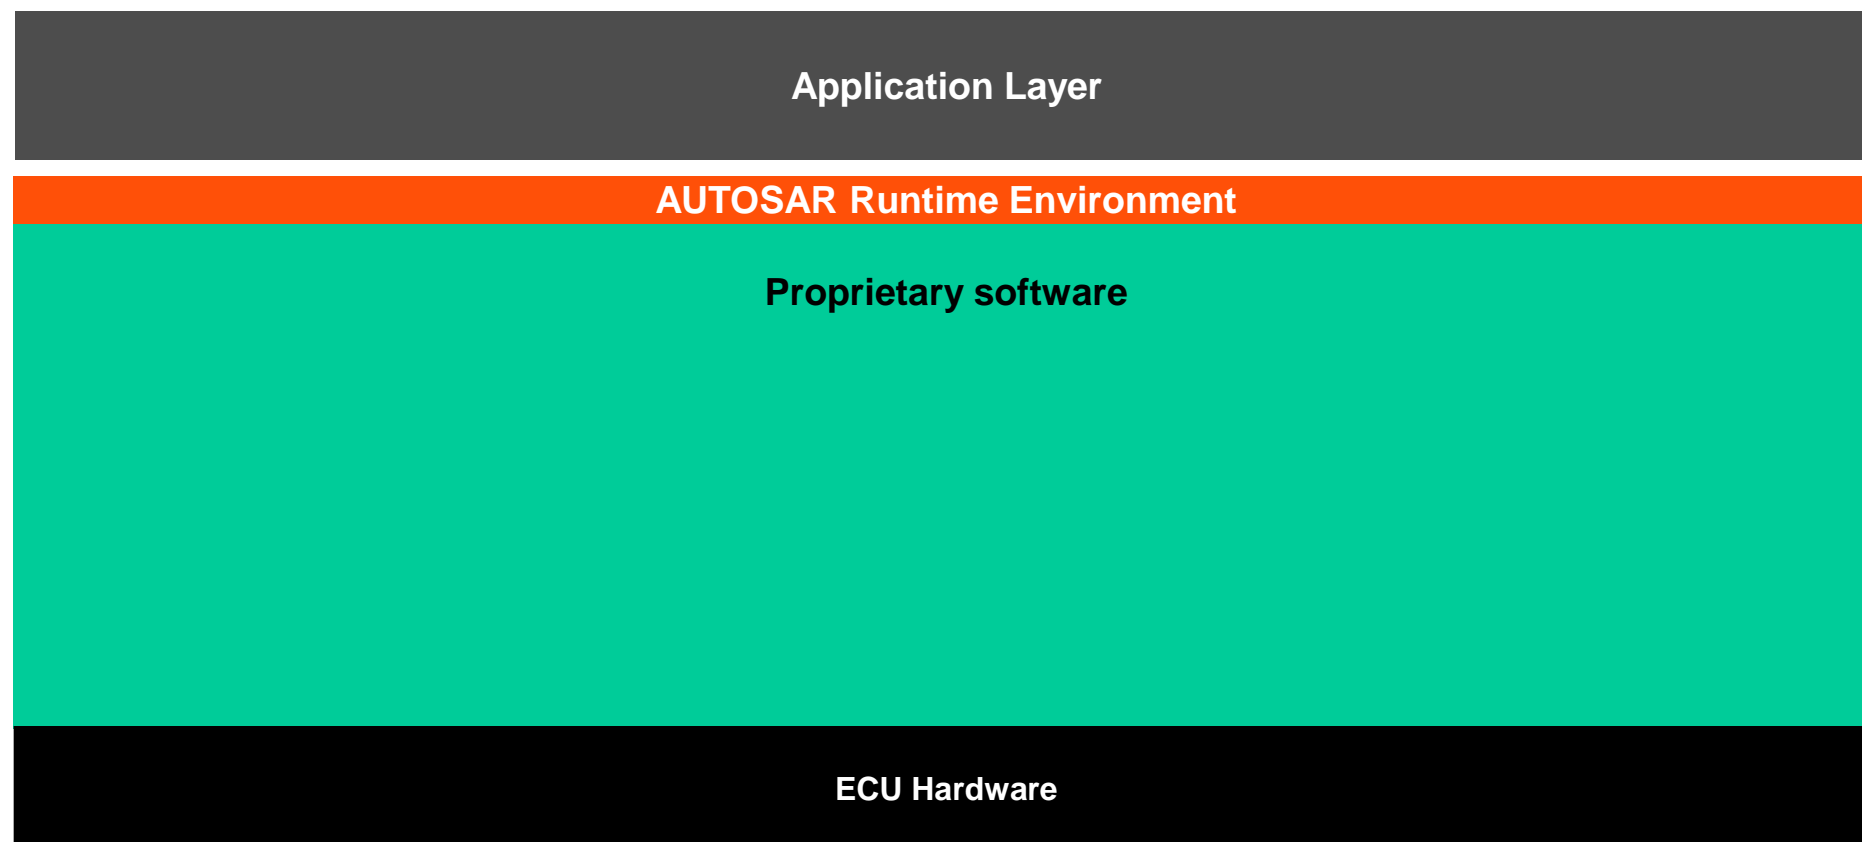 Application Layer
AUTOSAR Runtime Environment
Proprietary software
ECU Hardware